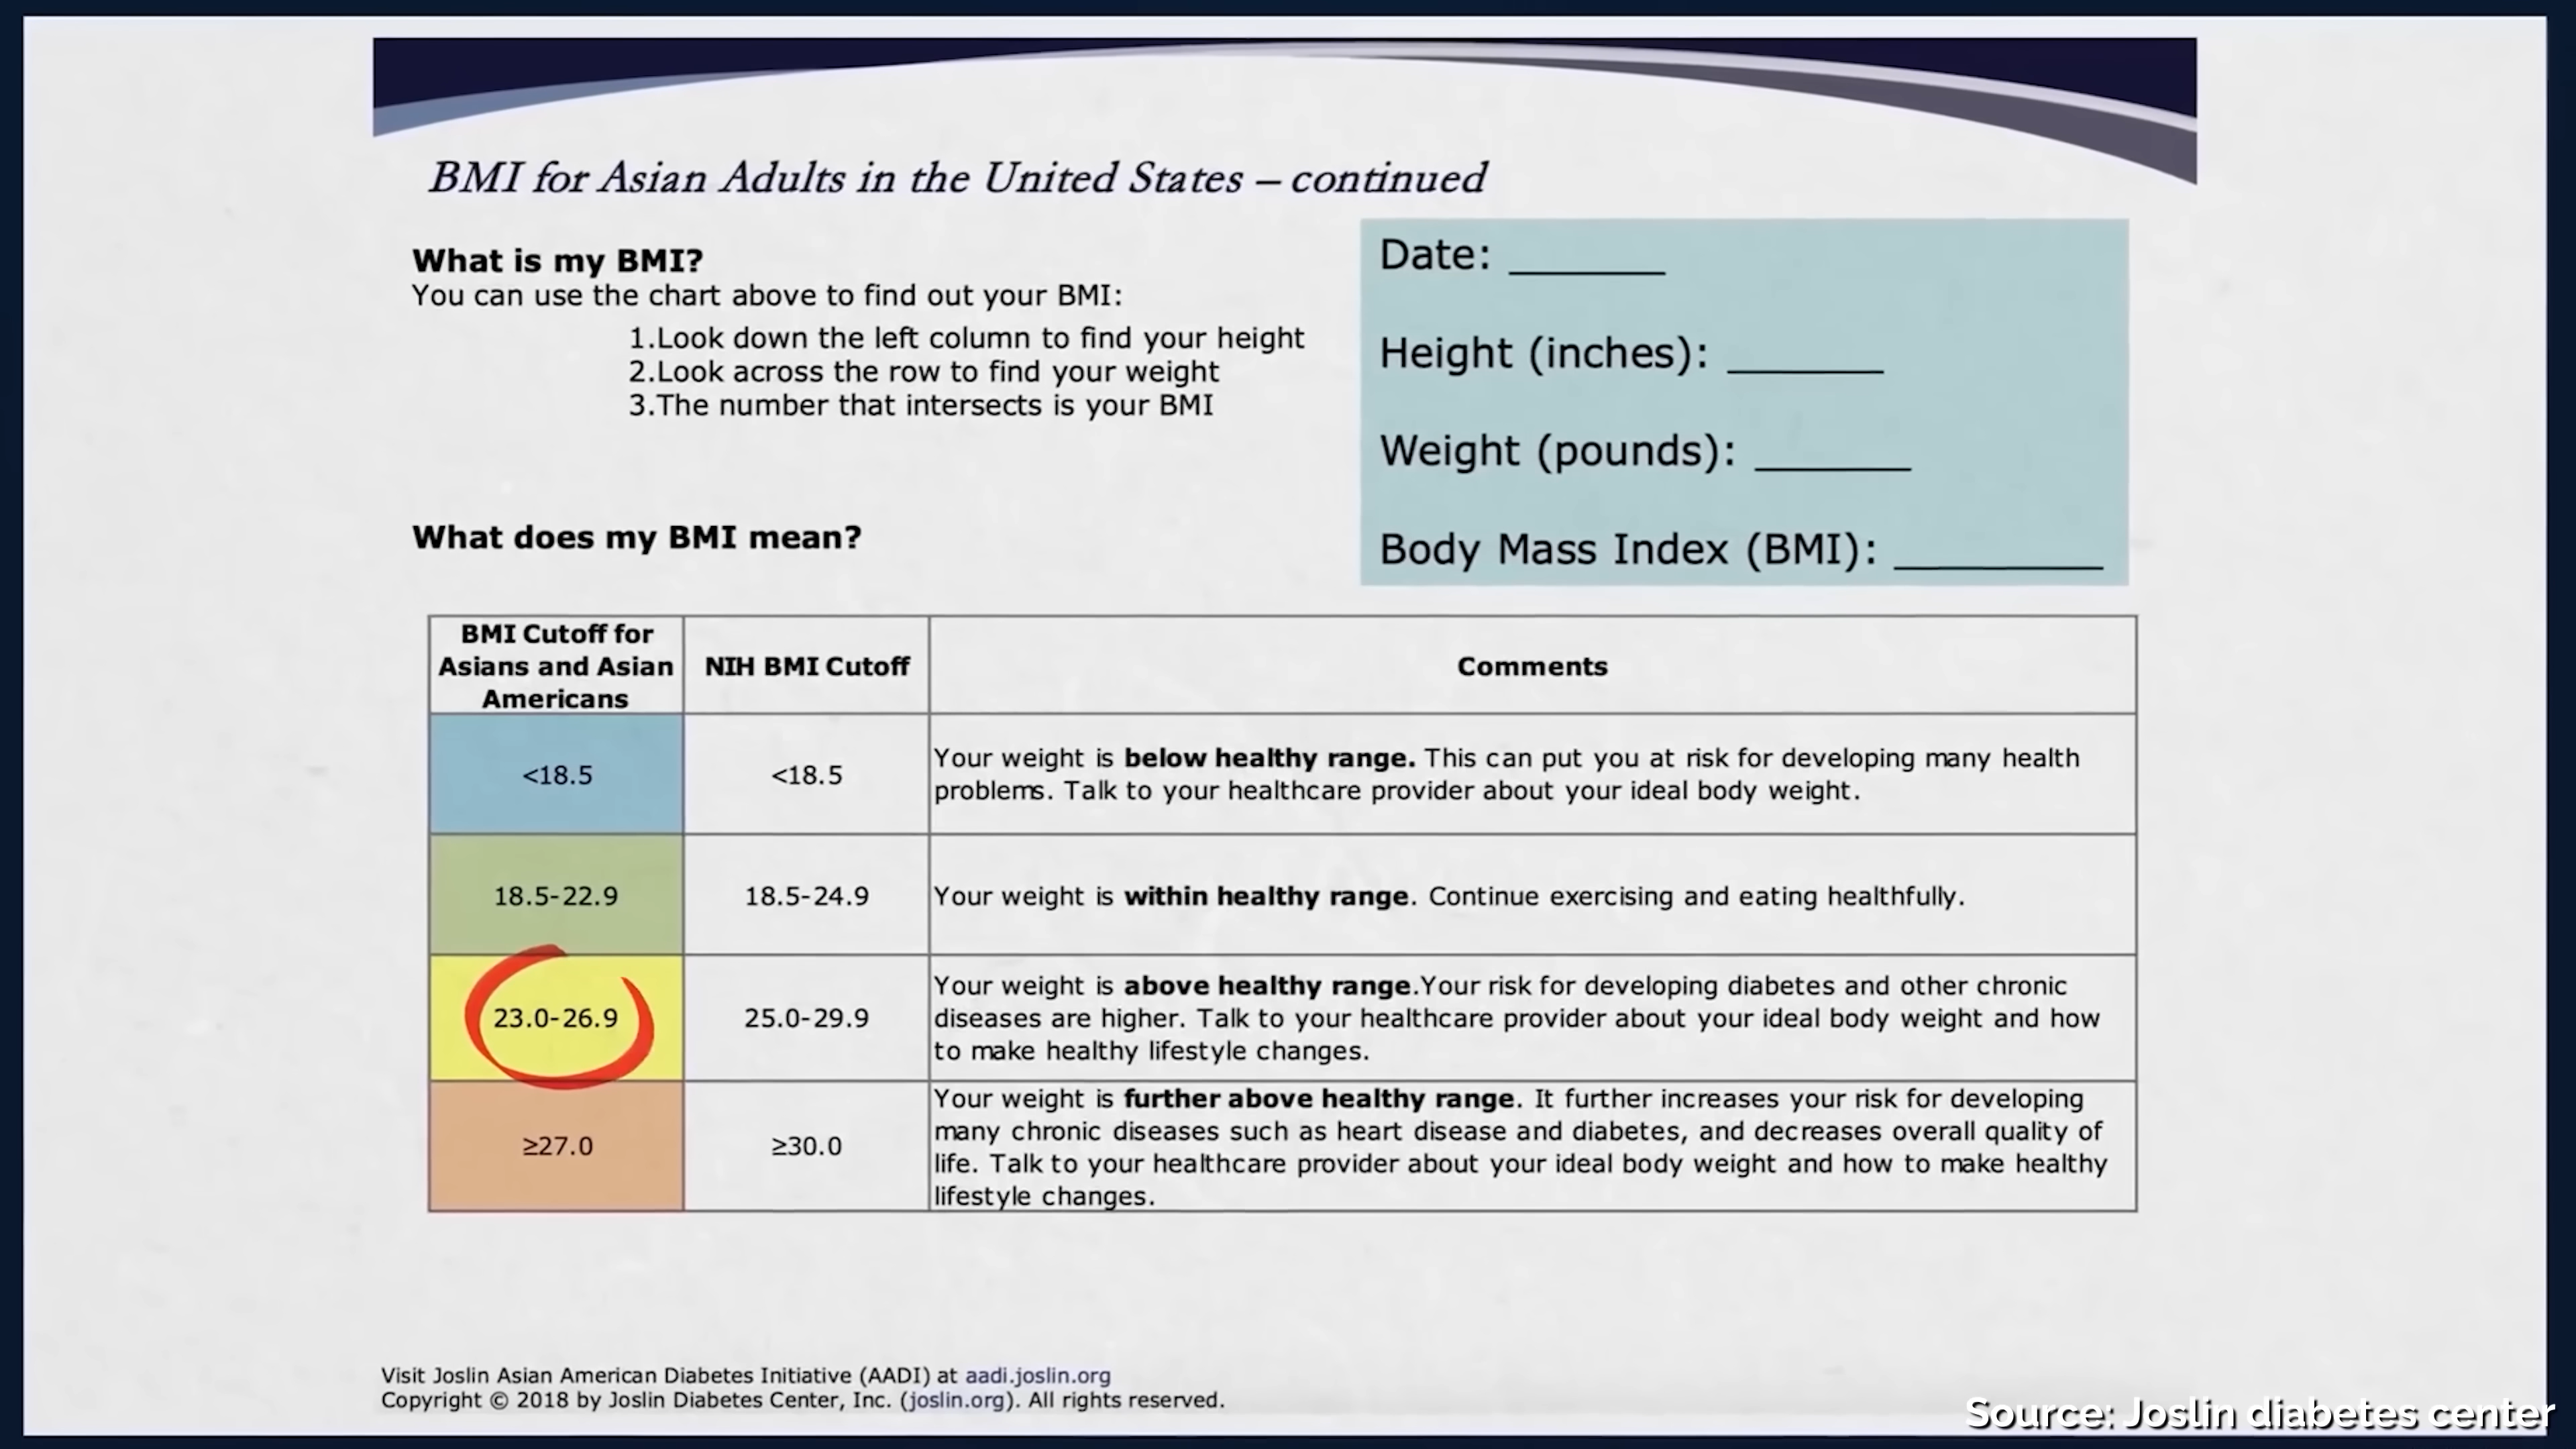 BMI for Asian Adults in the United States – continued
What is my BMI?
You can use the chart above to find out your BMI:
1.Look down the left column to find your height
2.Look across the row to find your weight
3.The number that intersects is your BMI
Date: ______
Height (inches): ______
Weight (pounds): ______
Body Mass Index (BMI): ________
What does my BMI mean?
BMI Cutoff for
Asians and Asian
Americans
NIH BMI Cutoff
Comments
<18.5
<18.5
Your weight is below healthy range. This can put you at risk for developing many health
problems. Talk to your healthcare provider about your ideal body weight.
18.5-22.9
18.5-24.9
Your weight is within healthy range. Continue exercising and eating healthfully.
23.0-26.9
25.0-29.9
Your weight is above healthy range.Your risk for developing diabetes and other chronic
diseases are higher. Talk to your healthcare provider about your ideal body weight and how
to make healthy lifestyle changes.
≥27.0
≥30.0
Your weight is further above healthy range. It further increases your risk for developing
many chronic diseases such as heart disease and diabetes, and decreases overall quality of
life. Talk to your healthcare provider about your ideal body weight and how to make healthy
lifestyle changes.
Visit Joslin Asian American Diabetes Initiative (AADI) at aadi.joslin.org
Copyright © 2018 by Joslin Diabetes Center, Inc. (joslin.org). All rights reserved.
Source: Joslin diabetes center